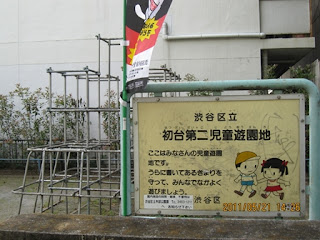 渋谷区立
初台第二児童遊園地
ここはみなさんの児童遊園
地です。
うらに書いてあるきまりを
守って、みんなでなかよく
遊びましょう。
渋谷区
2011/05/21 14:26